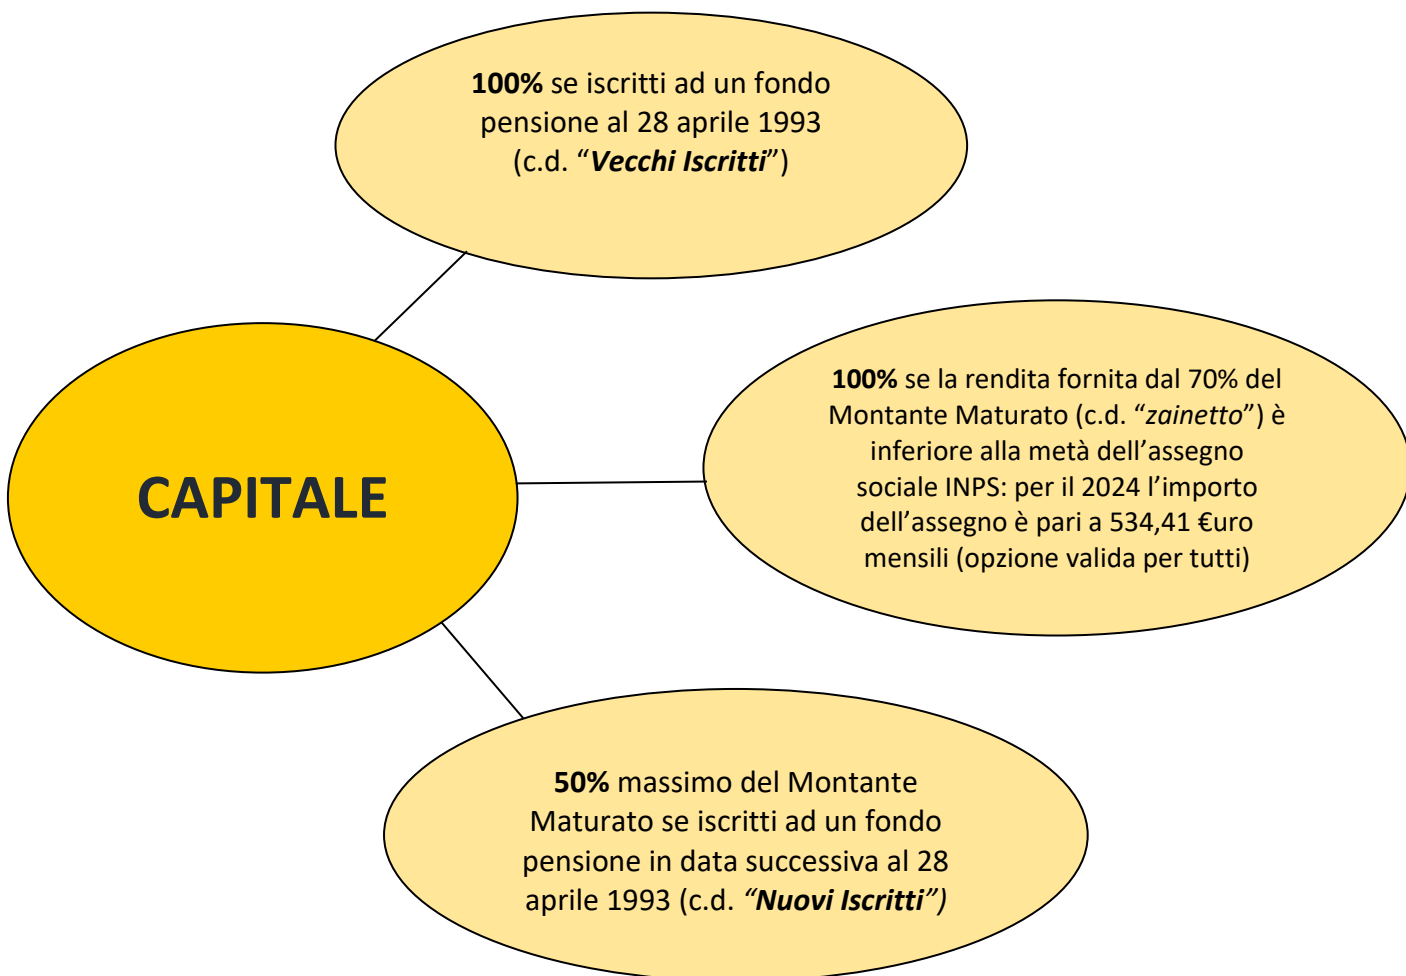 100% se iscritti ad un fondo
pensione al 28 aprile 1993
(c.d. “Vecchi Iscritti”)
CAPITALE
100% se la rendita fornita dal 70% del
Montante Maturato (c.d. “zainetto”) è
inferiore alla metà dell’assegno
sociale INPS: per il 2024 l’importo
dell’assegno è pari a 534,41 €uro
mensili (opzione valida per tutti)
50% massimo del Montante
Maturato se iscritti ad un fondo
pensione in data successiva al 28
aprile 1993 (c.d. “Nuovi Iscritti”)